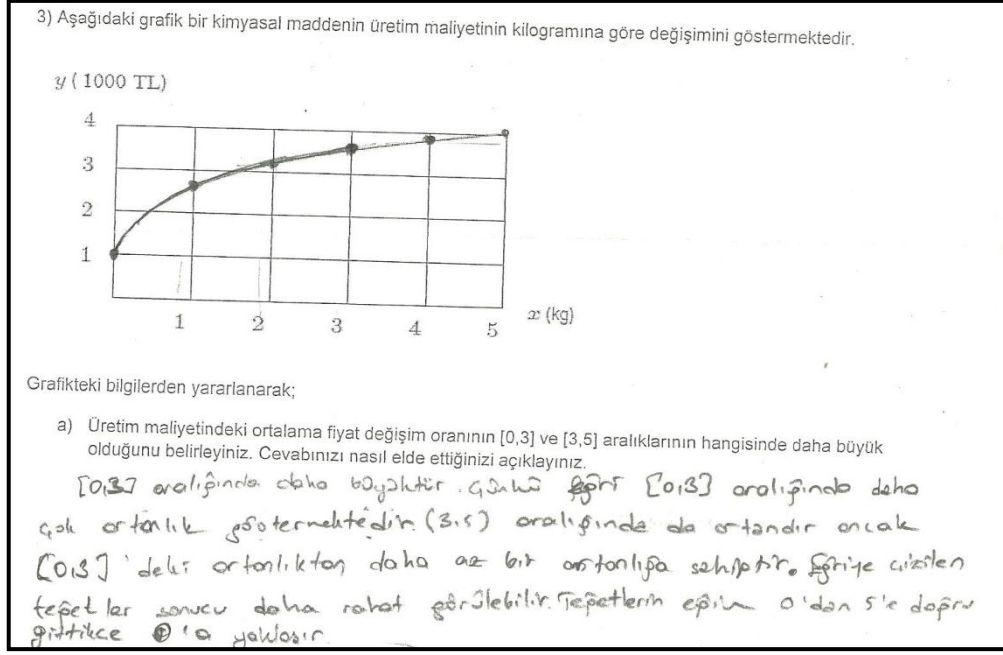 3) Aşağıdaki grafik bir kimyasal maddenin üretim maliyetinin kilogramına göre değişimini göstermektedir.
y ( 1000 TL)
4
3
2
1
1 2 3 4 5 x (kg)
Grafikteki bilgilerden yararlanarak;
a) Üretim maliyetindeki ortalama fiyat değişim oranının [0,3] ve [3,5] aralıklarının hangisinde daha büyük
olduğunu belirleyiniz. Cevabınızı nasıl elde ettiğinizi açıklayınız.
[0,3] aralığında daha büyüktür. Çünkü eğri [0,3] aralığında daha
çok artanlık göstermektedir. (3,5) aralığında da artandır ancak
[0,3]'deki artanlıktan daha az bir artanlığa sahiptir. Eğriye çizilen
teğetler sonucu daha rahat görülebilir. Teğetlerin eğim 0'dan 5'e doğru
gittikçe 0'a yaklaşır